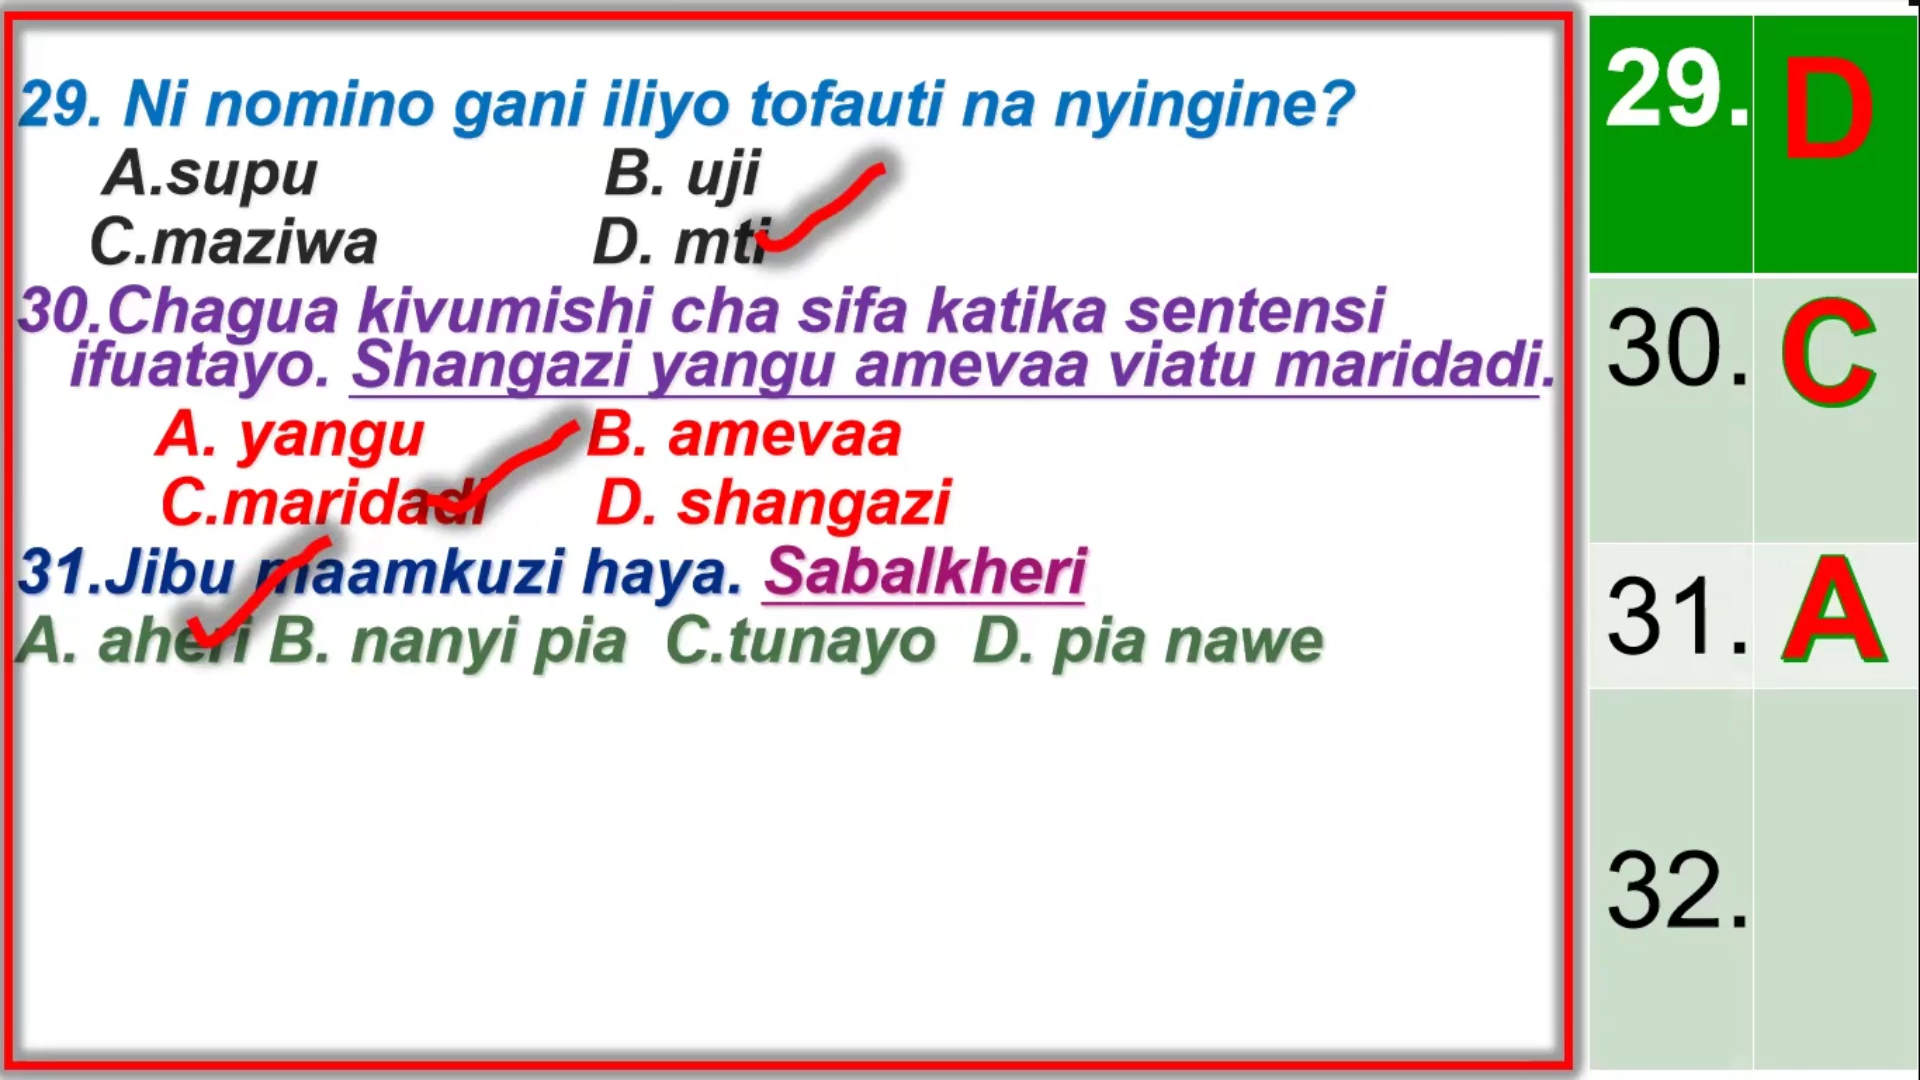 29. Ni nomino gani iliyo tofauti na nyingine?
A.supu B. uji
C.maziwa D. mti
30.Chagua kivumishi cha sifa katika sentensi
ifuatayo. Shangazi yangu amevaa viatu maridadi.
A. yangu B. amevaa
C.maridadi D. shangazi
31.Jibu maamkuzi haya. Sabalkheri
A. aheri B. nanyi pia C.tunayo D. pia nawe
29. D
30. C
31. A
32.